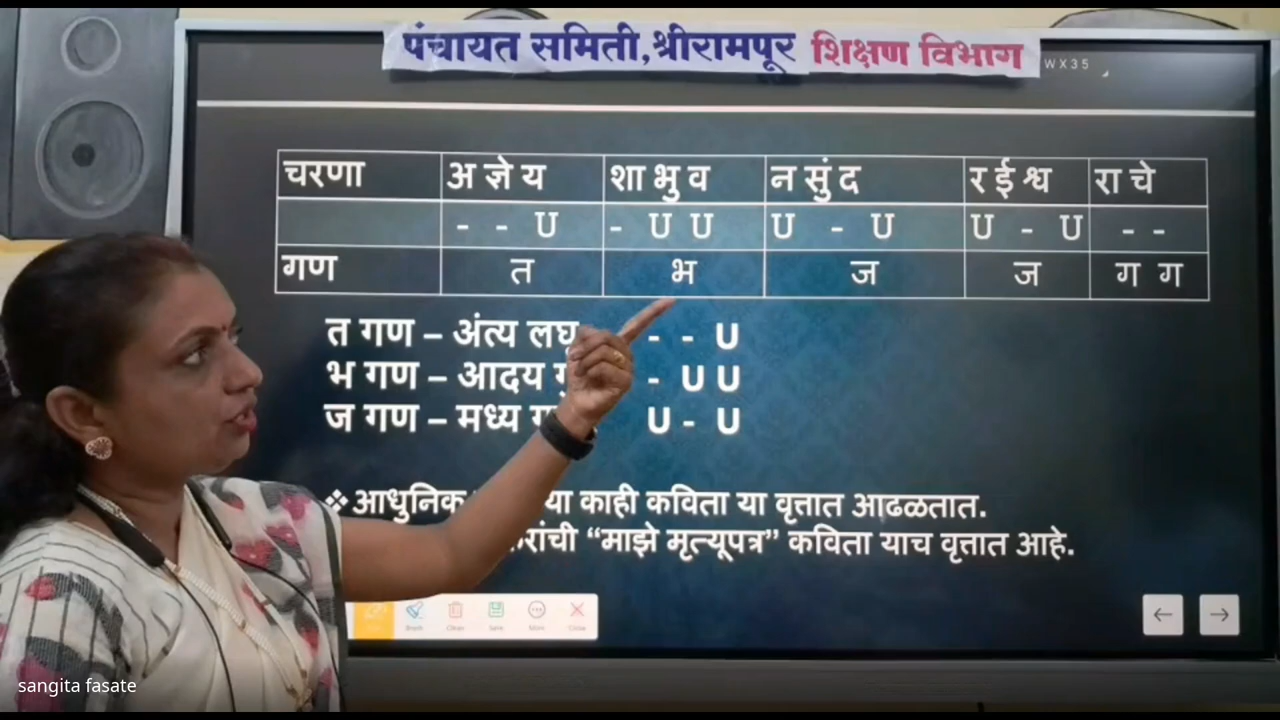 पंचायत समिती,श्रीरामपूर शिक्षण विभाग
WX35
चरणा अ ज्ञे य शा भु व न सुं द र ई श्व रा चे
- - U - U U U - U U - U - -
गण त भ ज ज ग ग
त गण – अंत्य लघु - - U
भ गण – आदय - U U
ज गण – मध्य U - U
❖ आधुनिक या काही कविता या वृत्तात आढळतात.
“माझे मृत्यूपत्र” कविता याच वृत्तात आहे.
Brush Clean Save More Close
← →
sangita fasate